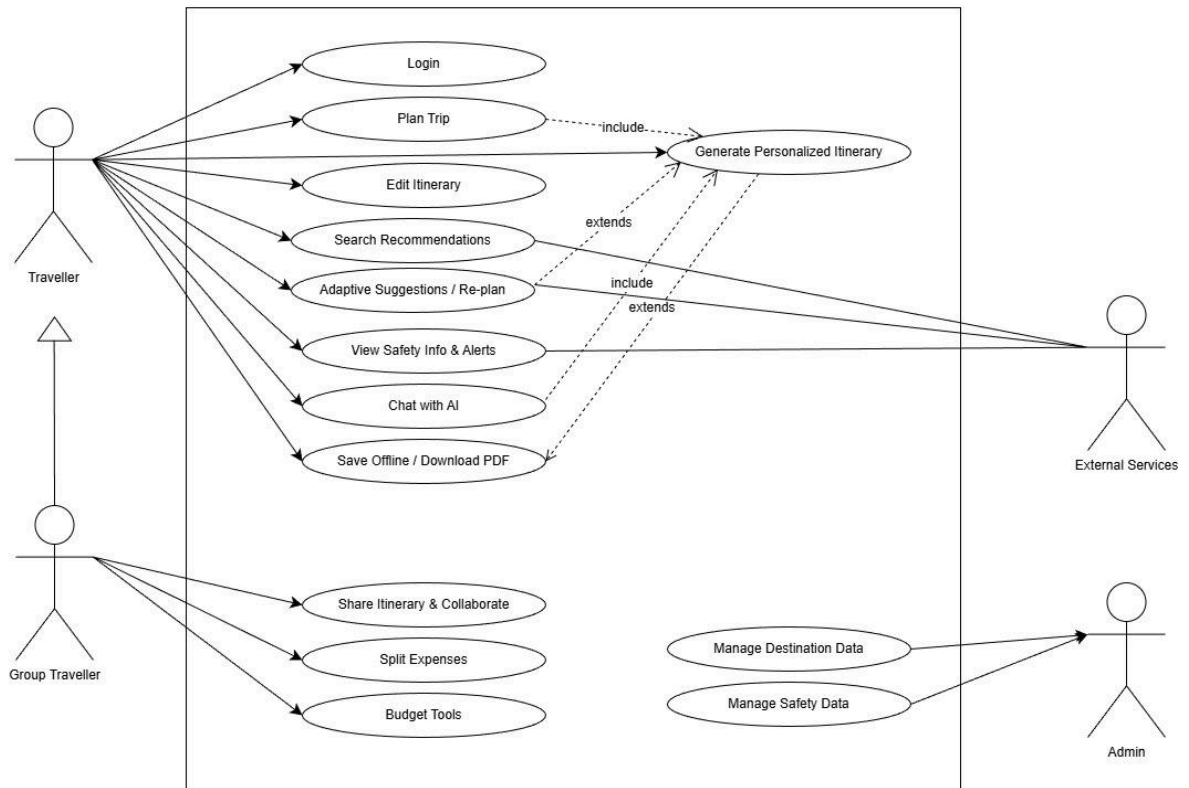 Login
Plan Trip
include
Generate Personalized Itinerary
Edit Itinerary
extends
Search Recommendations
Traveller
Adaptive Suggestions / Re-plan
include
extends
View Safety Info & Alerts
Chat with AI
Save Offline / Download PDF
External Services
Share Itinerary & Collaborate
Manage Destination Data
Split Expenses
Group Traveller
Manage Safety Data
Budget Tools
Admin